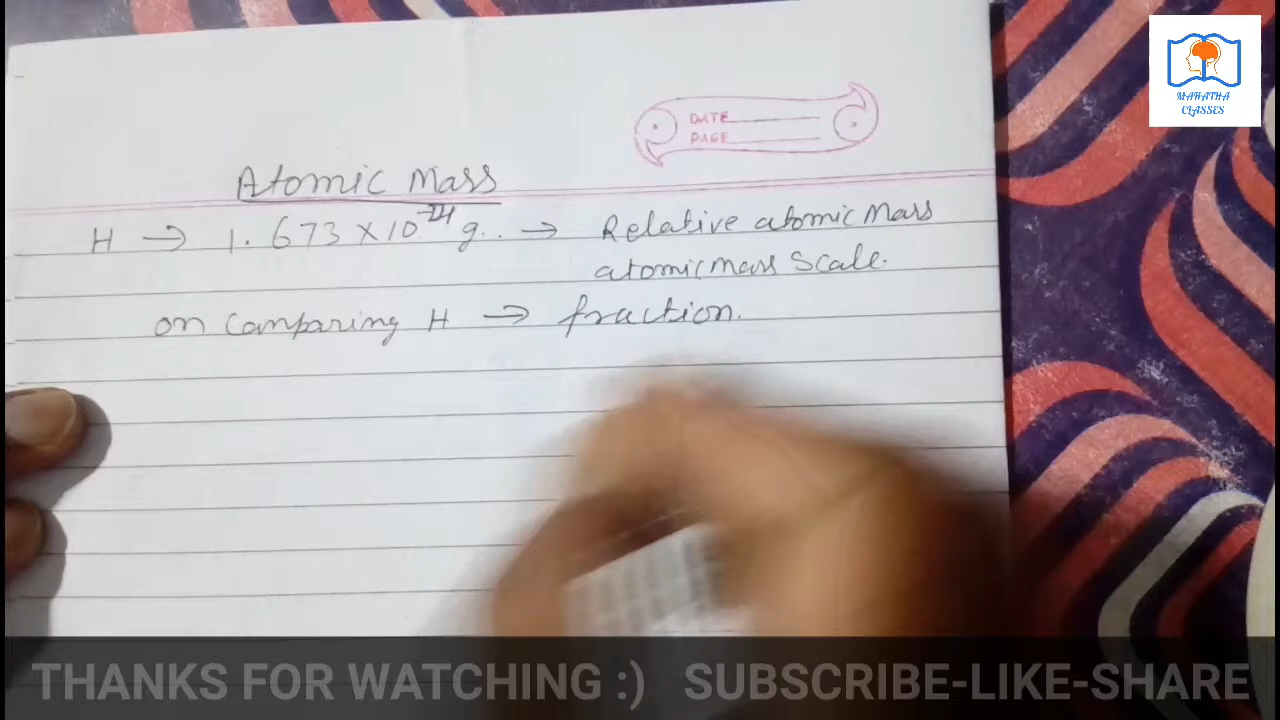 MAHATHA
CLASSES
DATE
PAGE
Atomic Mass
H → 1.673 × 10⁻²⁴ g. → Relative atomic Mass
atomic Mass Scale.
on Comparing H → fraction.
THANKS FOR WATCHING :) SUBSCRIBE-LIKE-SHARE